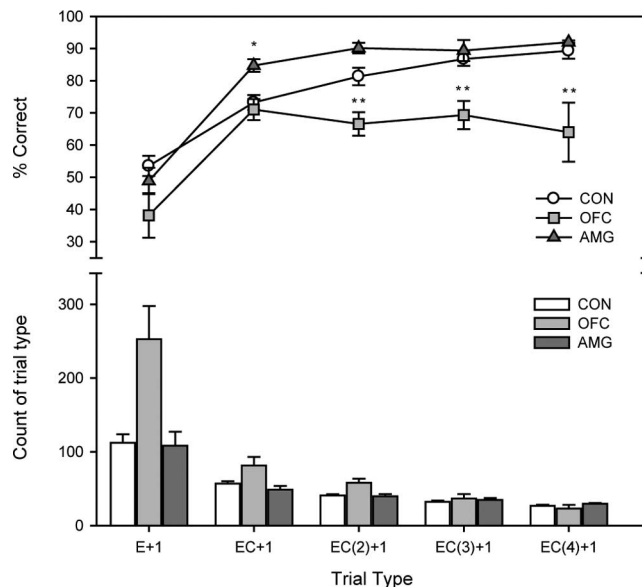 % Correct
100
90
80
70
60
50
40
30
*
**
**
**
CON
OFC
AMG
Count of trial type
300
200
100
0
CON
OFC
AMG
E+1 EC+1 EC(2)+1 EC(3)+1 EC(4)+1
Trial Type